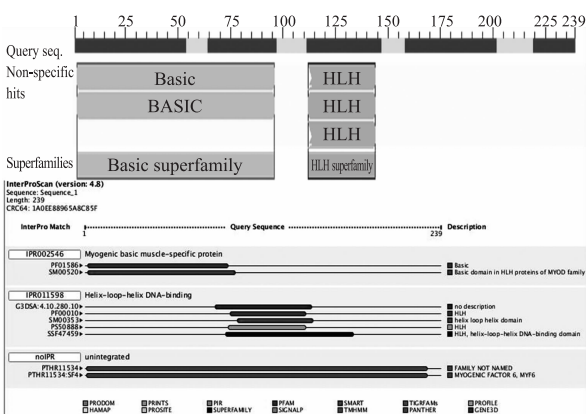 1 25 50 75 100 125 150 175 200 225 239
Query seq.
Non-specific
hits
Basic HLH
BASIC HLH
HLH
Superfamilies Basic superfamily HLH superfamily
InterProScan (version: 4.8)
Sequence: Sequence_1
Length: 239
CRC64: 1A0EE88965A8C85F
InterPro Match Query Sequence Description
1 239
IPR002546 Myogenic basic muscle-specific protein
PF01586 Basic
SM00520 Basic domain in HLH proteins of MYOD family
IPR011598 Helix-loop-helix DNA-binding
G3DSA:4.10.280.10 no description
PF00010 HLH
SM00353 helix loop helix domain
PS50888 HLH
SSF47459 HLH, helix-loop-helix DNA-binding domain
noIPR unintegrated
PTHR11534 FAMILY NOT NAMED
PTHR11534:SF4 MYOGENIC FACTOR 6, MYF6
PRODOM PRINTS PIR PFAM SMART TIGRFAMs PROFILE
HAMAP PROSITE SUPERFAMILY SIGNALP TMHMM PANTHER GENE3D